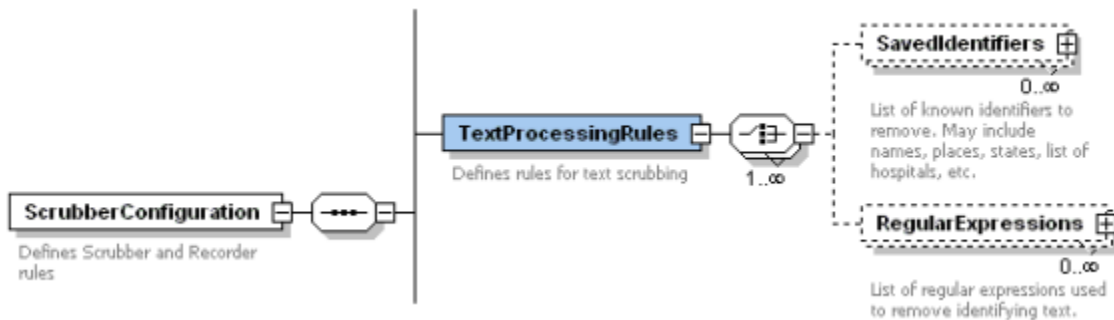 SavedIdentifiers
0..∞
List of known identifiers to
remove. May include
names, places, states, list of
hospitals, etc.
TextProcessingRules
Defines rules for text scrubbing
1..∞
ScrubberConfiguration
Defines Scrubber and Recorder
rules
RegularExpressions
0..∞
List of regular expressions used
to remove identifying text.